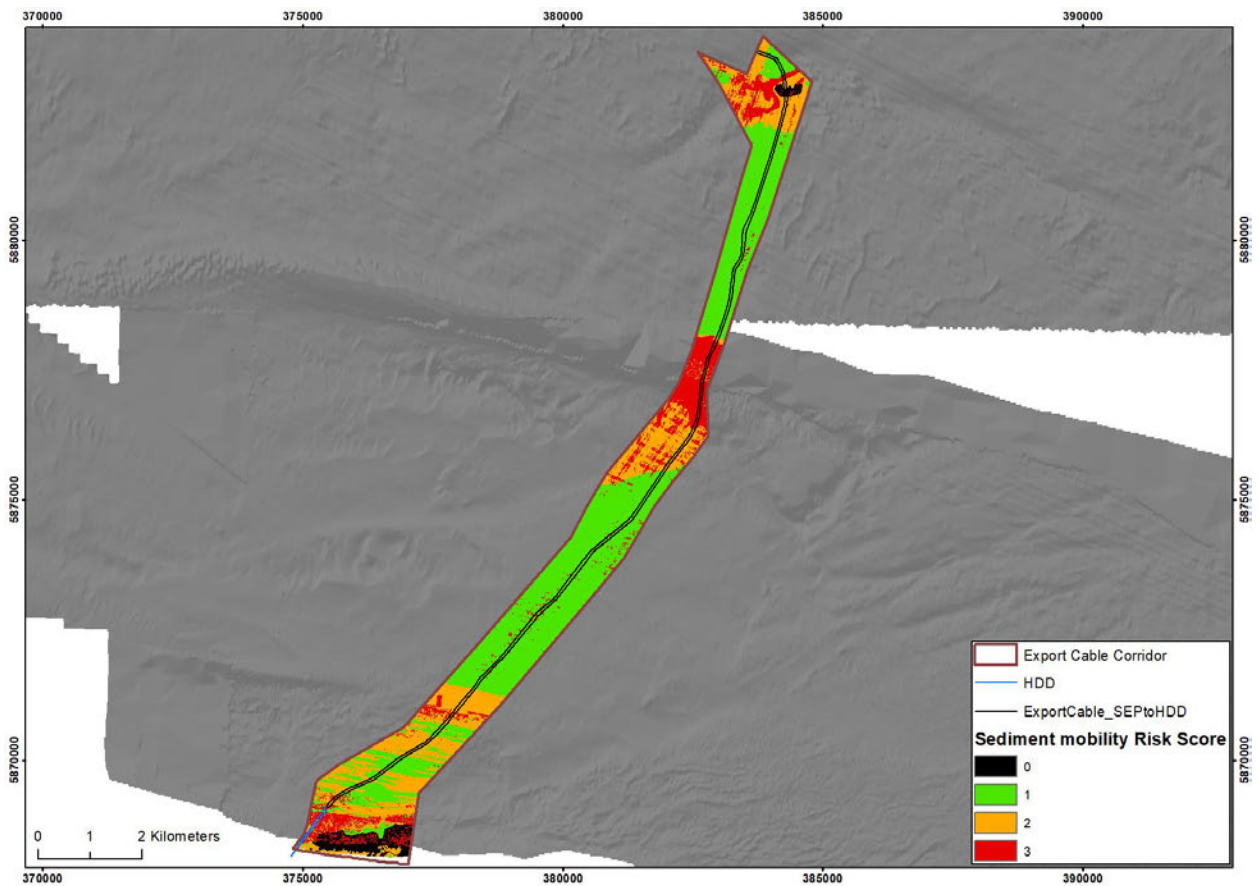 370000 375000 380000 385000 390000
5880000 5880000
5875000 5875000
5870000 5870000
Export Cable Corridor
HDD
ExportCable_SEPtoHDD
Sediment mobility Risk Score
0
1
2
3
0 1 2 Kilometers
370000 375000 380000 385000 390000